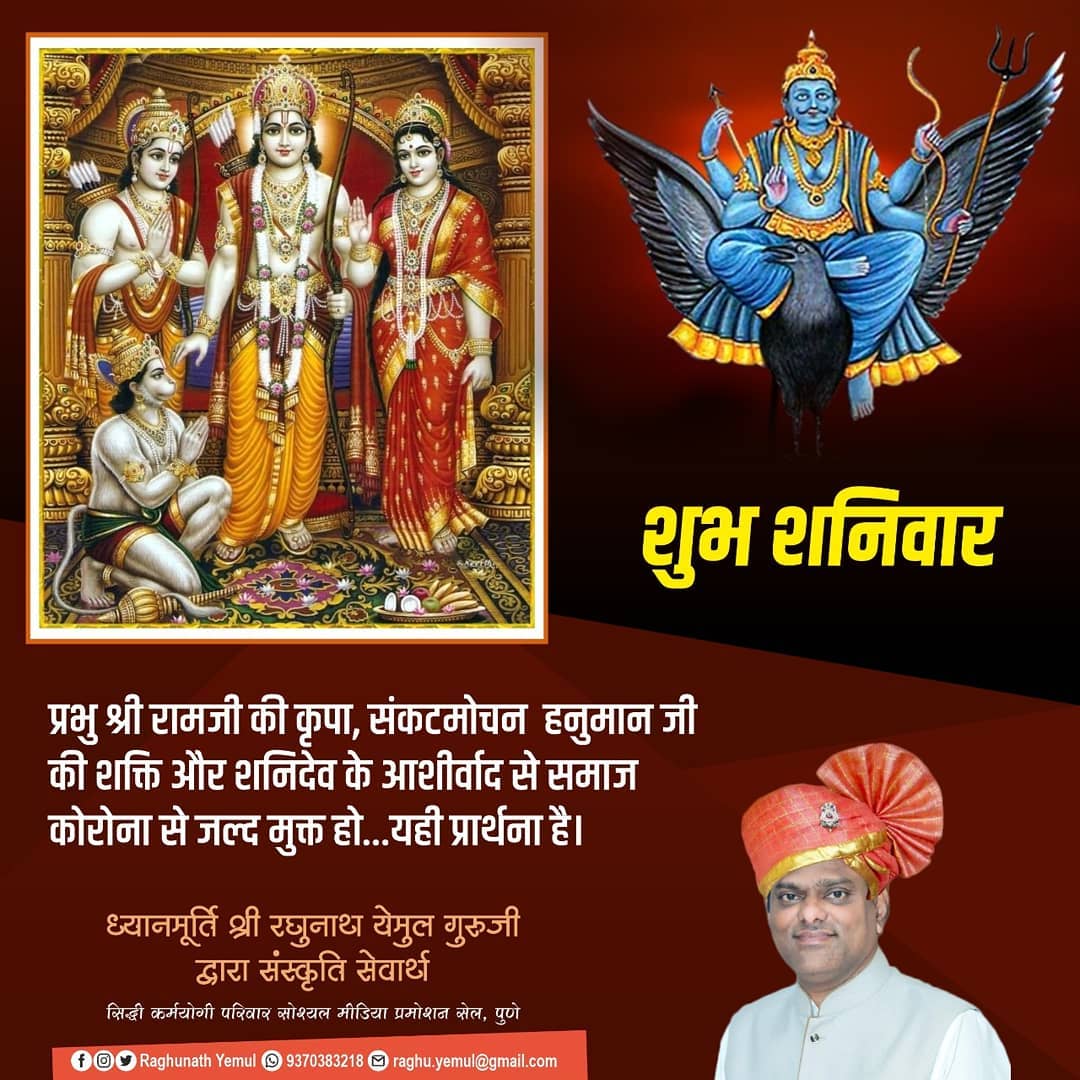 शुभ शनिवार
प्रभु श्री रामजी की कृपा, संकटमोचन हनुमान जी
की शक्ति और शनिदेव के आशीर्वाद से समाज
कोरोना से जल्द मुक्त हो...यही प्रार्थना है।
ध्यानमूर्ति श्री रघुनाथ येमुल गुरुजी
द्वारा संस्कृति सेवार्थ
सिद्धी कर्मयोगी परिवार सोश्यल मीडिया प्रमोशन सेल, पुणे
Raghunath Yemul 9370383218 raghu.yemul@gmail.com